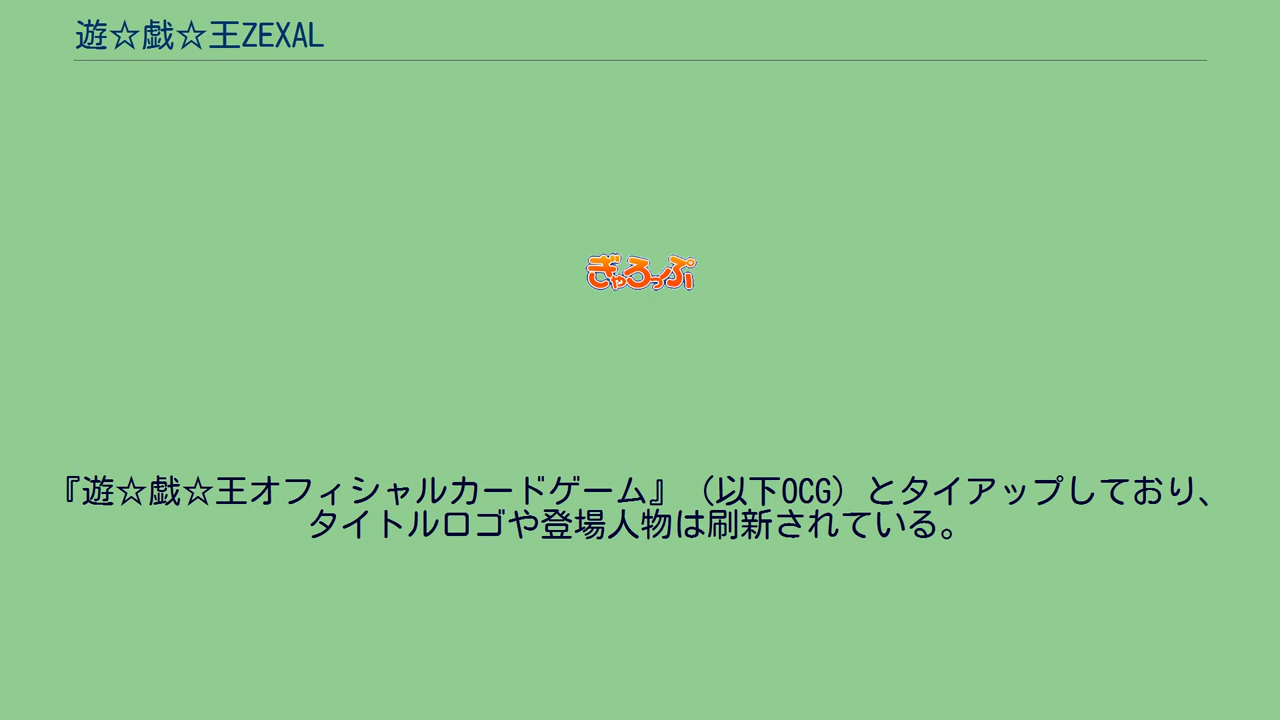 遊☆戯☆王ZEXAL
ぎゃろっぷ
『遊☆戯☆王オフィシャルカードゲーム』（以下OCG）とタイアップしており、
タイトルロゴや登場人物は刷新されている。